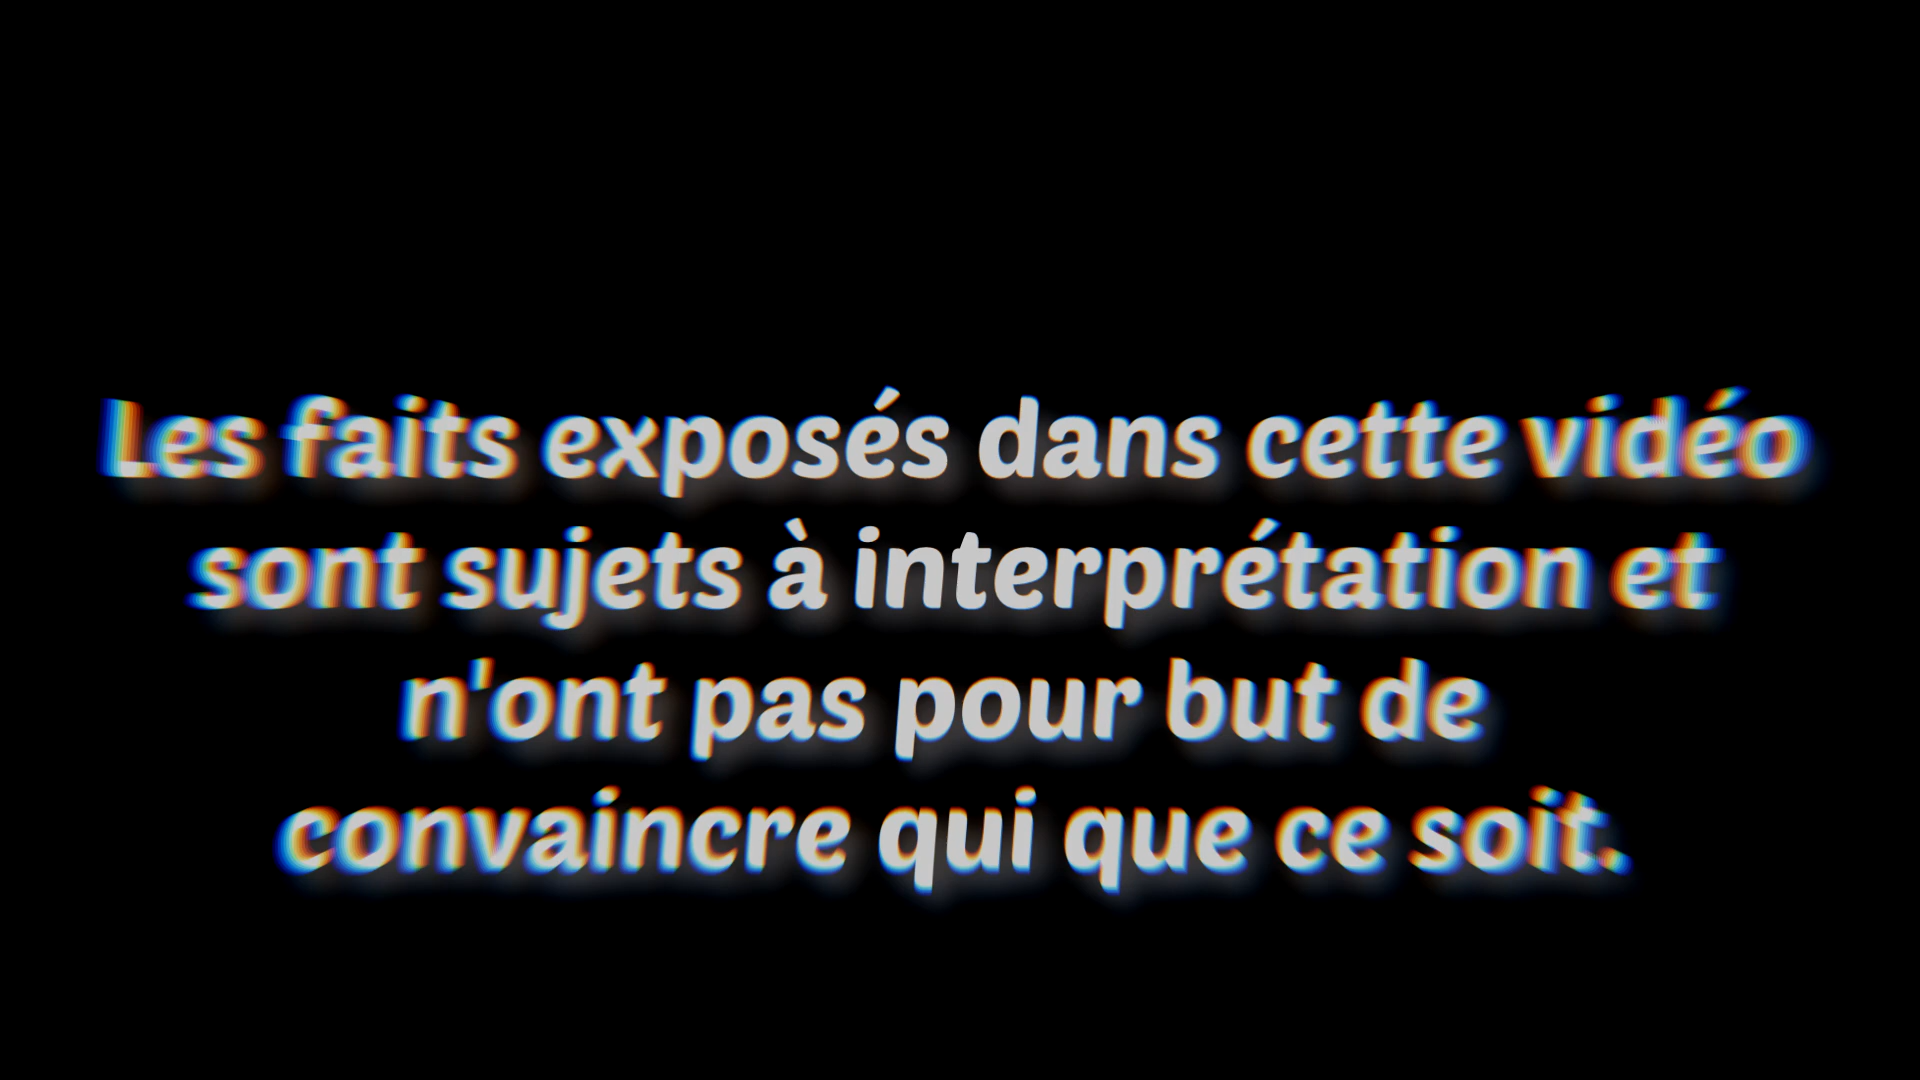 Les faits exposés dans cette vidéo
sont sujets à interprétation et
n'ont pas pour but de
convaincre qui que ce soit.